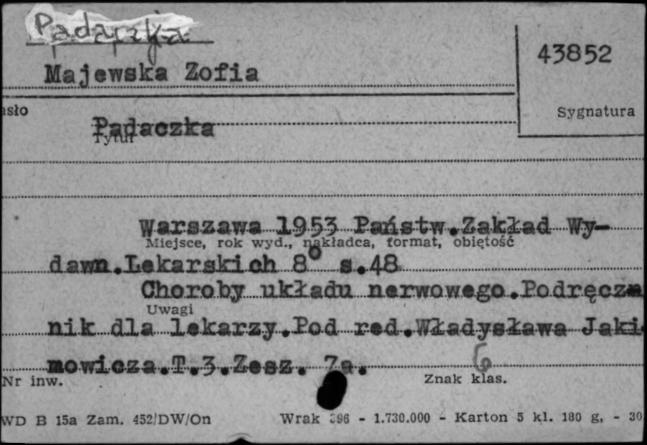 Padaczka
43852
Majewska Zofia
asło
Sygnatura
Padaczka
Tytuł
Warszawa 1953 Państw.Zakład Wy-
Miejsce, rok wyd., nakładca, format, objętość
dawn.Lekarskich 8° s.48
Choroby układu nerwowego.Podręcz-
Uwagi
nik dla lekarzy.Pod red.Władysława Jaki-
mowicza.T.3.Zesz. 7a.
6
Nr inw.
Znak klas.
WD B 15a Zam. 452/DW/On
Wrak 396 - 1.730.000 - Karton 5 kl. 180 g. - 30